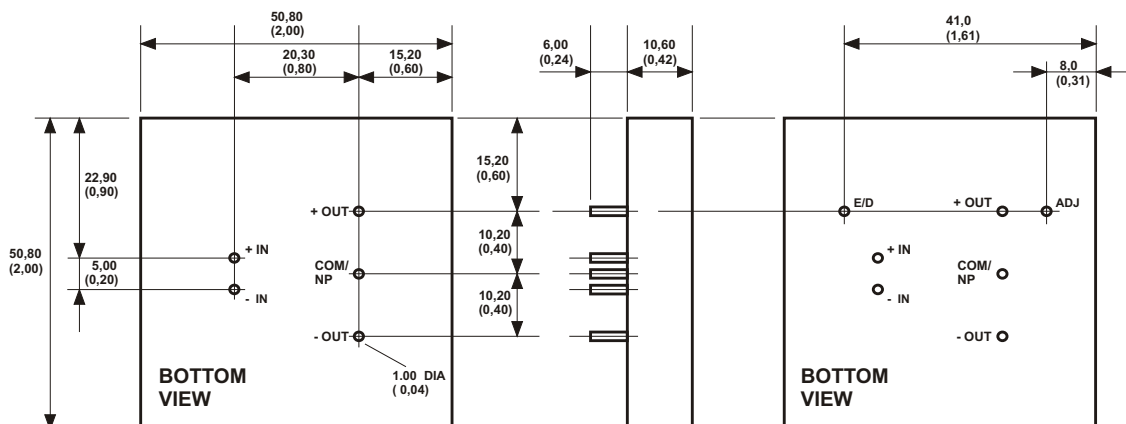 50,80
(2,00)
20,30
(0,80)
15,20
(0,60)
6,00
(0,24)
10,60
(0,42)
41,0
(1,61)
8,0
(0,31)
22,90
(0,90)
50,80
(2,00)
5,00
(0,20)
+ OUT
+ IN
COM/
NP
- IN
- OUT
1.00 DIA
( 0,04)
BOTTOM
VIEW
15,20
(0,60)
10,20
(0,40)
10,20
(0,40)
E/D
+ OUT
ADJ
+ IN
COM/
NP
- IN
- OUT
BOTTOM
VIEW